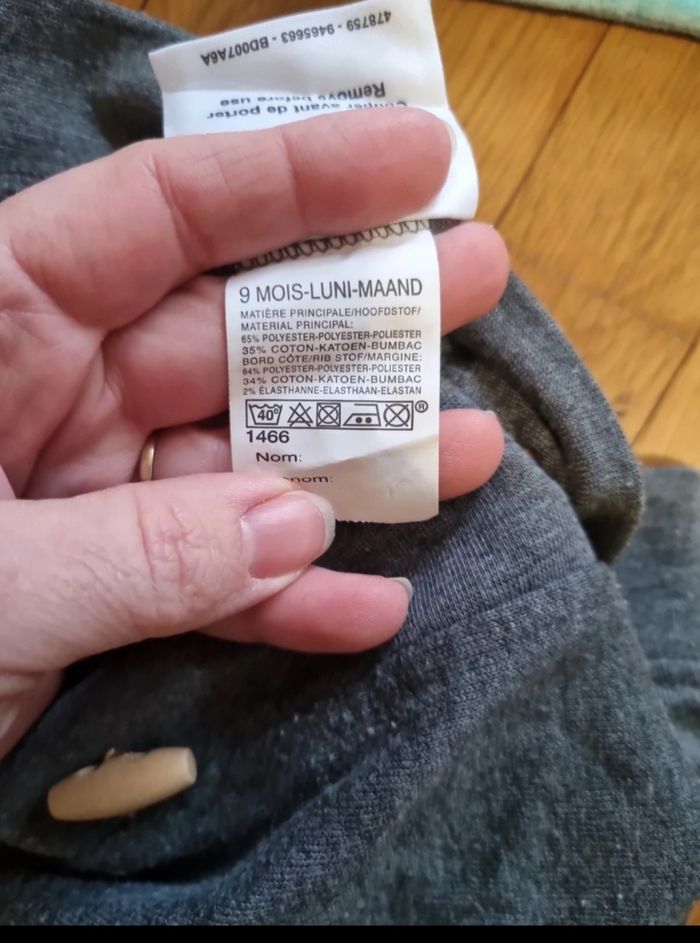 478759 - 9465663 - BD007A6A
Remove before use
Couper avant de porter
9 MOIS-LUNI-MAAND
MATIÈRE PRINCIPALE/HOOFDSTOF/
MATERIAL PRINCIPAL:
65% POLYESTER-POLYESTER-POLIESTER
35% COTON-KATOEN-BUMBAC
BORD CÔTE/RIB STOF/MARGINE:
64% POLYESTER-POLYESTER-POLIESTER
34% COTON-KATOEN-BUMBAC
2% ÉLASTHANNE-ELASTHAAN-ELASTAN
40° ®
1466
Nom:
nom: